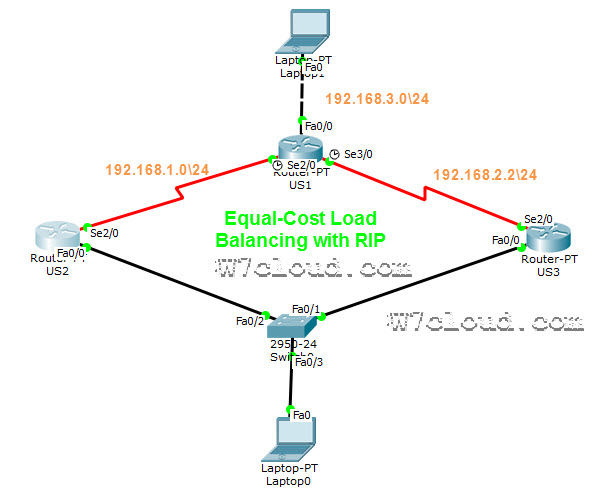 Laptop-PT
Laptop1
Fa0
192.168.3.0\24
Fa0/0
Se3/0
Se2/0
Router-PT
US1
192.168.1.0\24
192.168.2.2\24
Equal-Cost Load
Balancing with RIP
W7cloud.com
Se2/0
Fa0/0
Router-PT
US2
Se2/0
Fa0/0
Router-PT
US3
W7cloud.com
Fa0/1
Fa0/2
2950-24
Switch0
Fa0/3
Fa0
Laptop-PT
Laptop0